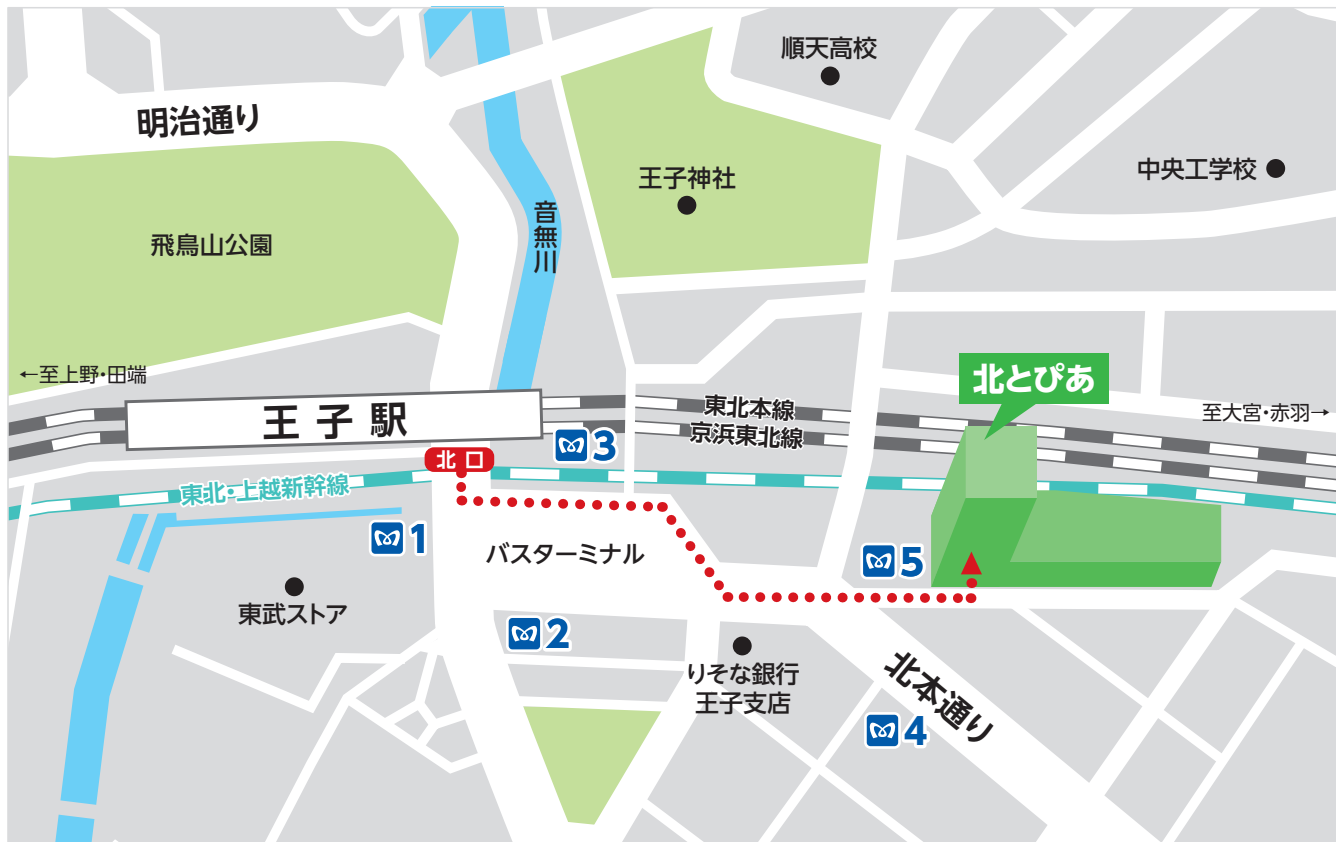 順天高校
明治通り
中央工学校
王子神社
音無川
飛鳥山公園
←至上野・田端
北とぴあ
東北本線
至大宮・赤羽→
王子駅
京浜東北線
3
北口
東北・上越新幹線
1
バスターミナル
5
東武ストア
2
りそな銀行
王子支店
北本通り
4